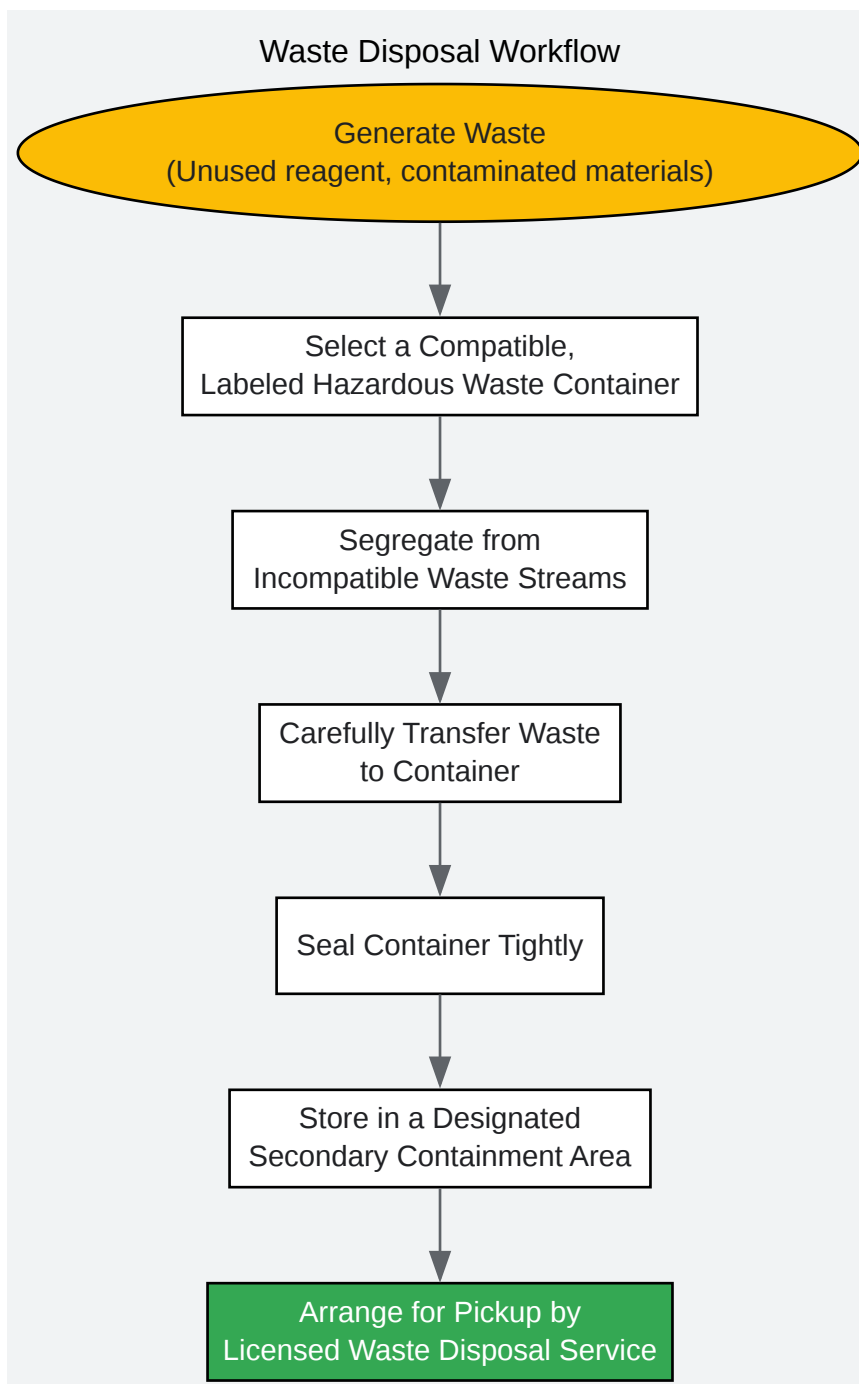 Waste Disposal Workflow
Generate Waste
(Unused reagent, contaminated materials)
Select a Compatible,
Labeled Hazardous Waste Container
Segregate from
Incompatible Waste Streams
Carefully Transfer Waste
to Container
Seal Container Tightly
Store in a Designated
Secondary Containment Area
Arrange for Pickup by
Licensed Waste Disposal Service